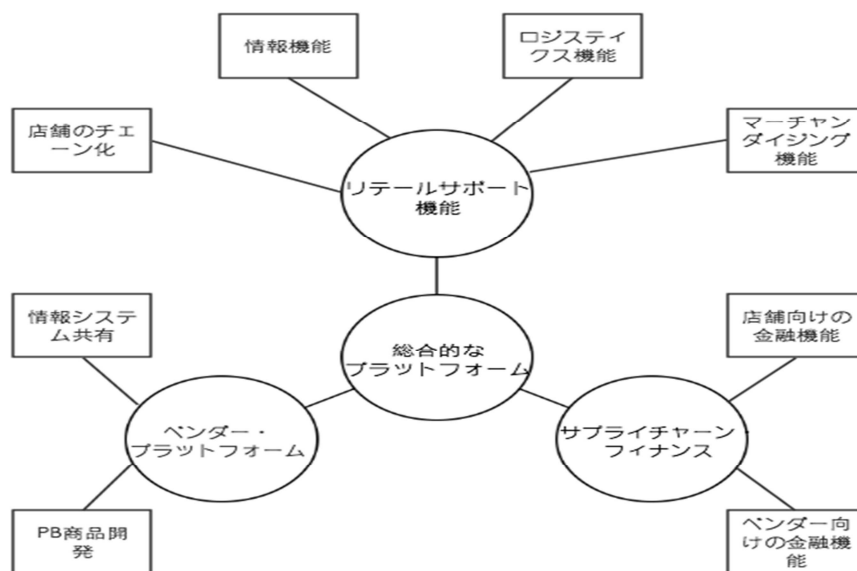 情報機能
ロジスティ
クス機能
店舗のチェ
ーン化
マーチャン
ダイジング
機能
リテールサポート
機能
情報システ
ム共有
総合的な
プラットフォーム
店舗向けの
金融機能
ベンダー・
プラットフォーム
サプライチャーン
フィナンス
PB商品開
発
ベンダー向
けの金融機
能